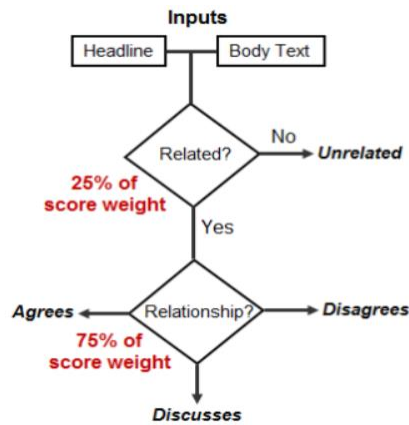 Inputs
Headline
Body Text
Related?
No
Unrelated
25% of
score weight
Yes
Agrees
Relationship?
Disagrees
75% of
score weight
Discusses